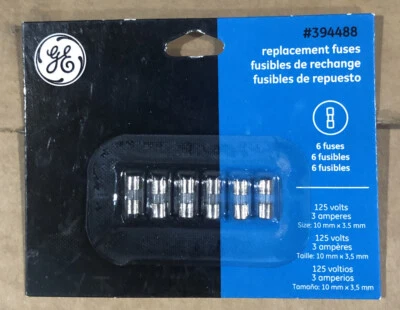 GE
#394488
replacement fuses
fusibles de rechange
fusibles de repuesto
6 fuses
6 fusibles
6 fusibles
125 volts
3 amperes
Size: 10 mm x 3.5 mm
125 volts
3 ampères
Taille: 10 mm x 3,5 mm
125 voltios
3 amperios
Tamaño: 10 mm x 3,5 mm